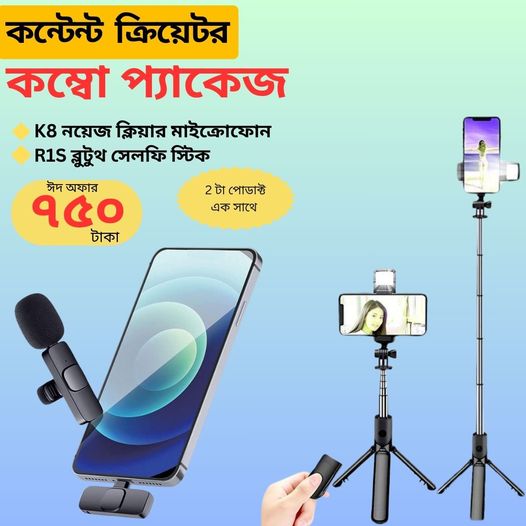 কন্টেন্ট ক্রিয়েটর
কম্বো প্যাকেজ
K8 নয়েজ ক্লিয়ার মাইক্রোফোন
R1S ব্লুটুথ সেলফি স্টিক
ঈদ অফার
৭৫০
টাকা
2 টা পোডাক্ট
এক সাথে